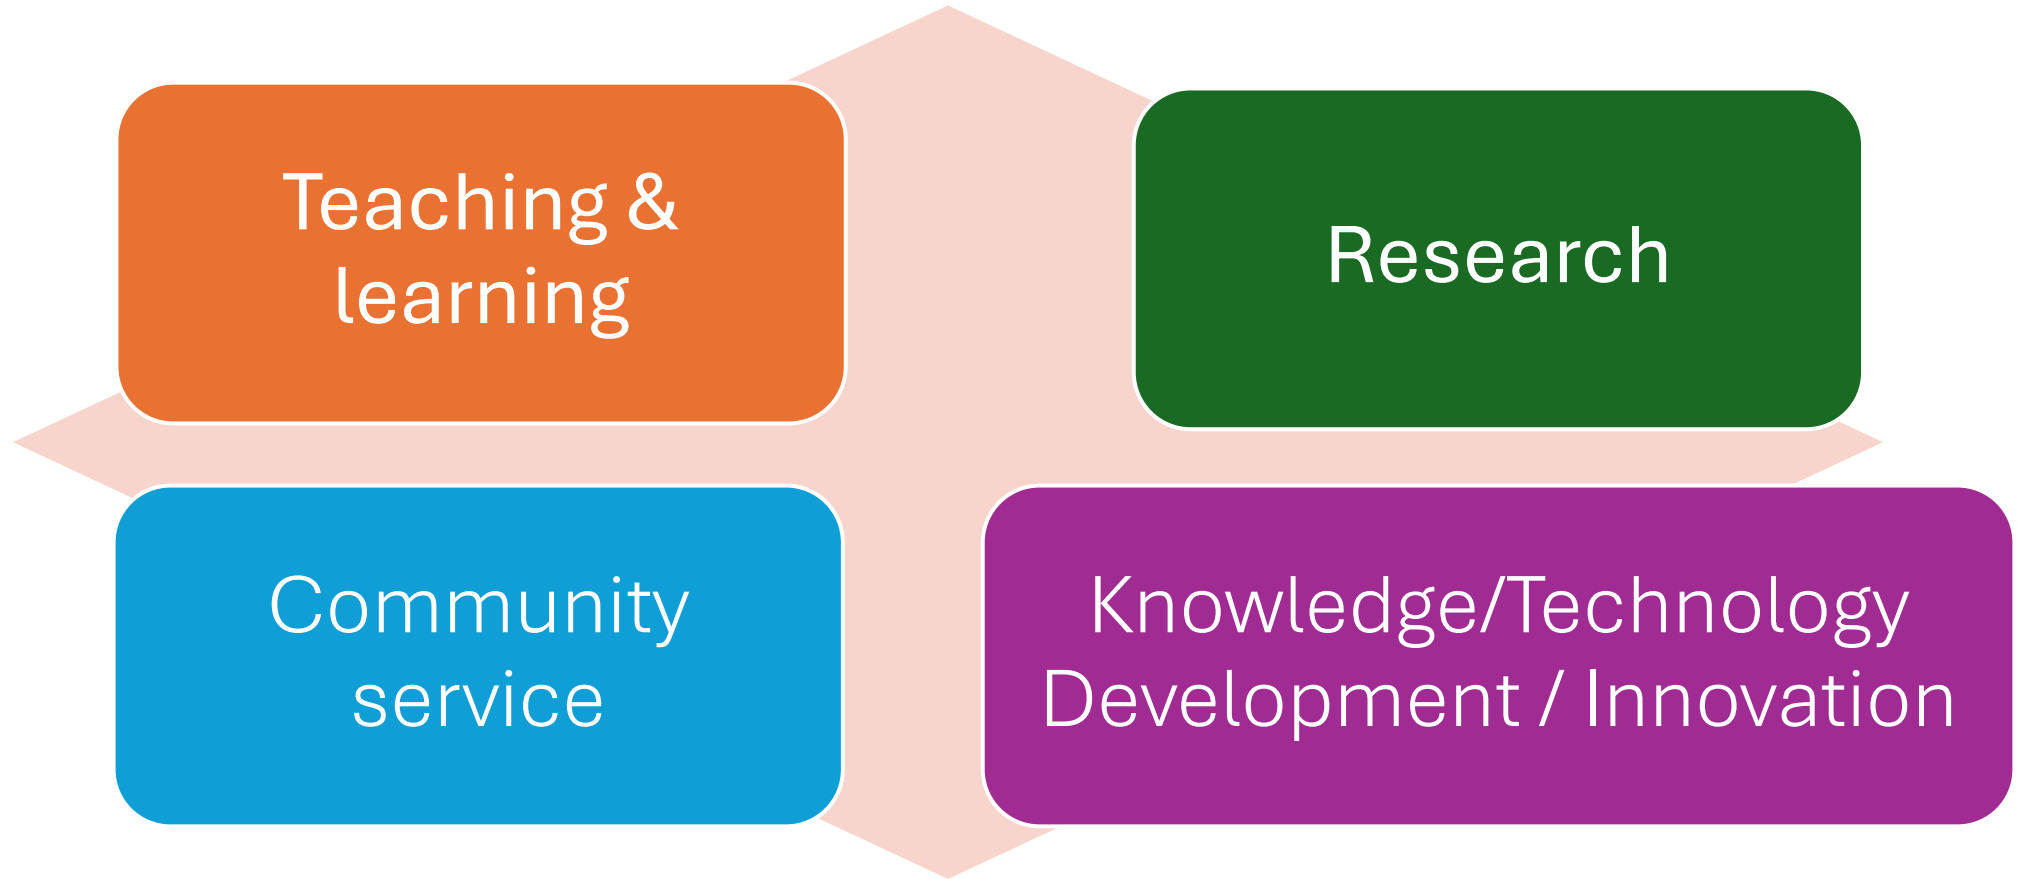 Teaching &
learning
Research
Community
service
Knowledge/Technology
Development / Innovation